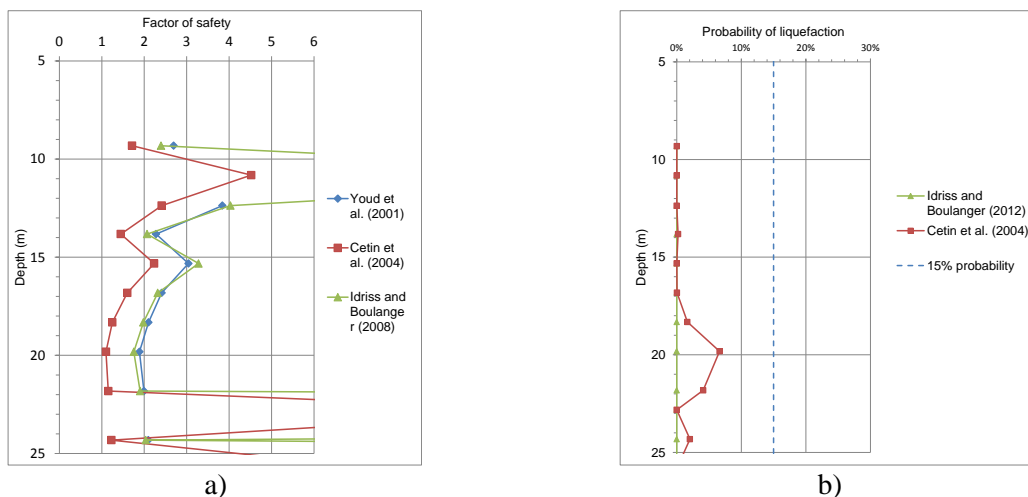 Factor of safety
0 1 2 3 4 5 6
5
10
15
20
25
Depth (m)
Youd et
al. (2001)
Cetin et
al. (2004)
Idriss and
Boulange
r (2008)
a)
Probability of liquefaction
0% 10% 20% 30%
5
10
15
20
25
Depth (m)
Idriss and
Boulanger (2012)
Cetin et al. (2004)
15% probability
b)